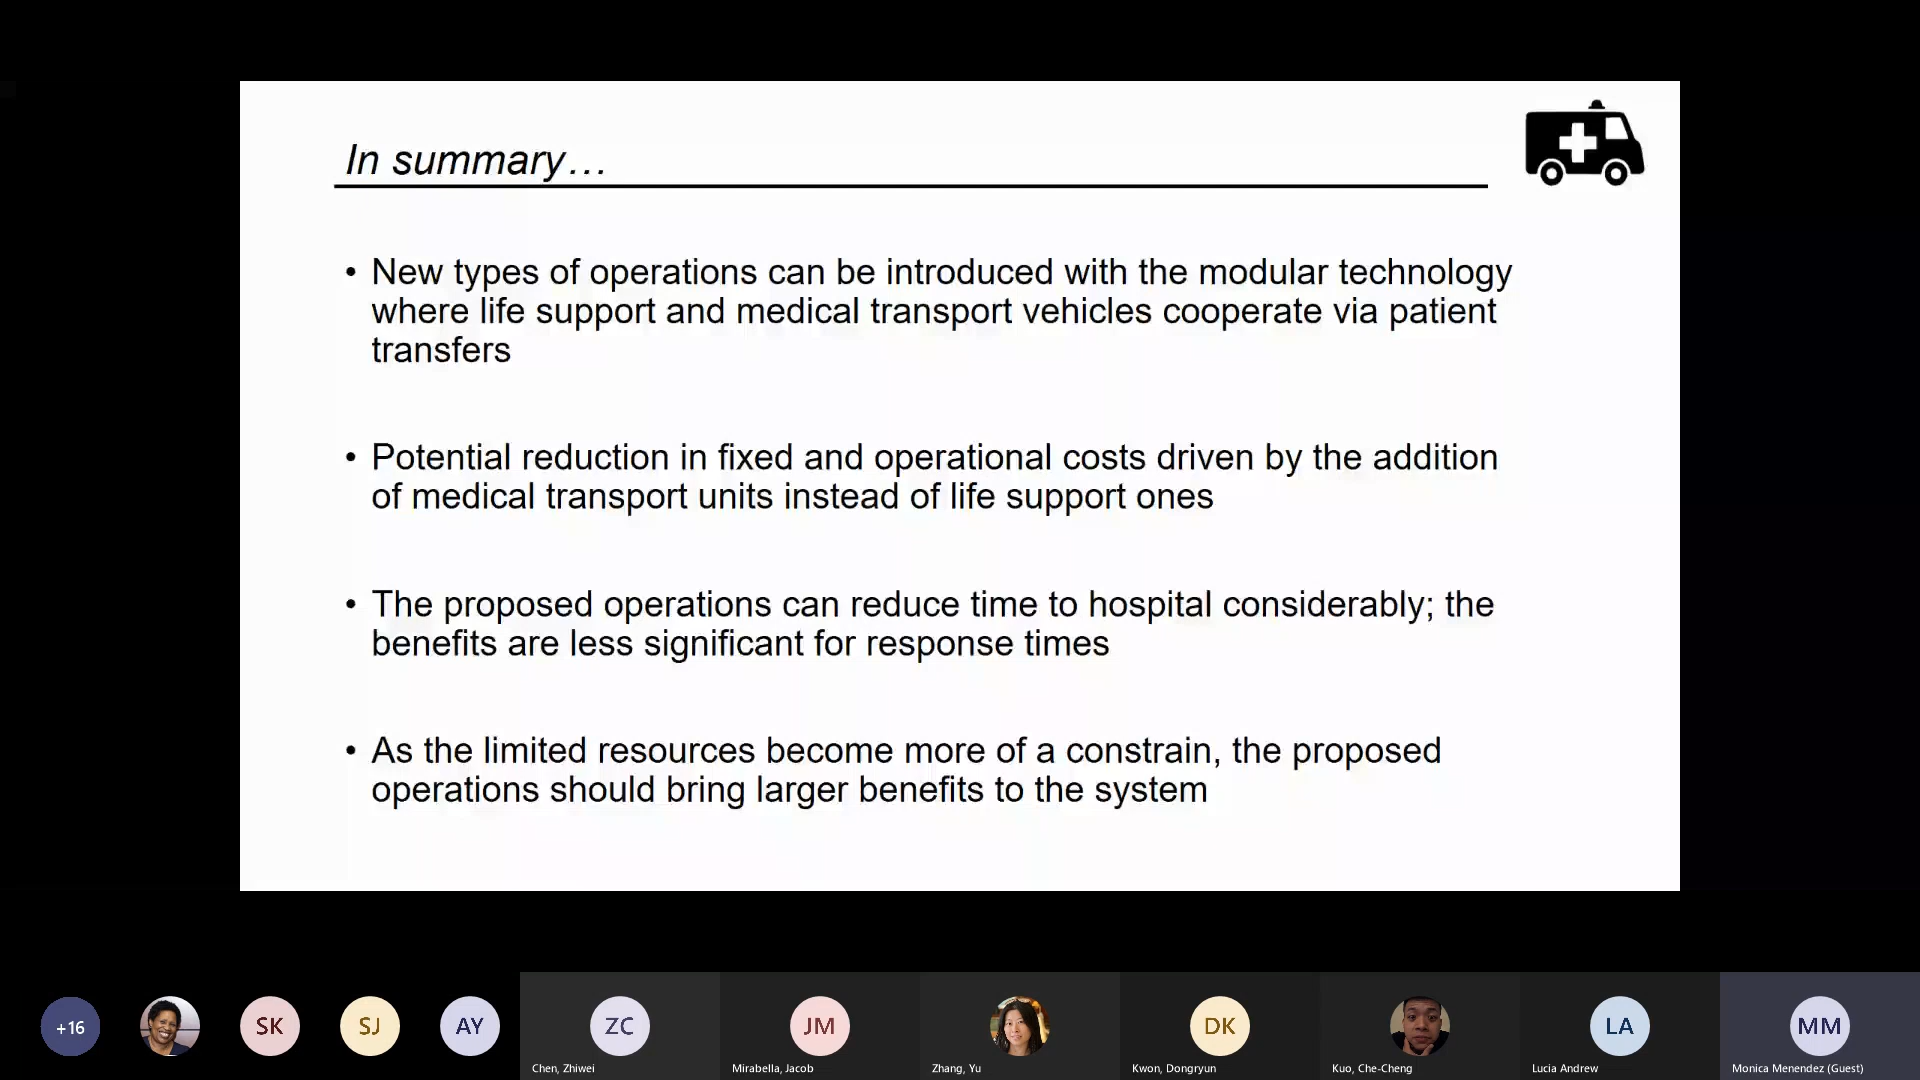 In summary…
• New types of operations can be introduced with the modular technology
where life support and medical transport vehicles cooperate via patient
transfers
• Potential reduction in fixed and operational costs driven by the addition
of medical transport units instead of life support ones
• The proposed operations can reduce time to hospital considerably; the
benefits are less significant for response times
• As the limited resources become more of a constrain, the proposed
operations should bring larger benefits to the system
+16
SK
SJ
AY
ZC
JM
DK
LA
MM
Chen, Zhiwei
Mirabella, Jacob
Zhang, Yu
Kwon, Dongryun
Kuo, Che-Cheng
Lucia Andrew
Monica Menendez (Guest)